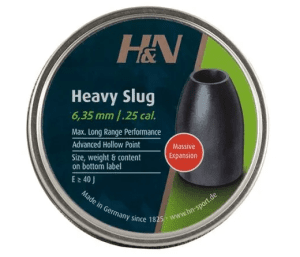 H&N
Heavy Slug
6,35 mm | .25 cal.
Max. Long Range Performance
Advanced Hollow Point
Size, weight & content
on bottom label
E ≥ 40 J
Massive
Expansion
Made in Germany since 1825 • www.hn-sport.de